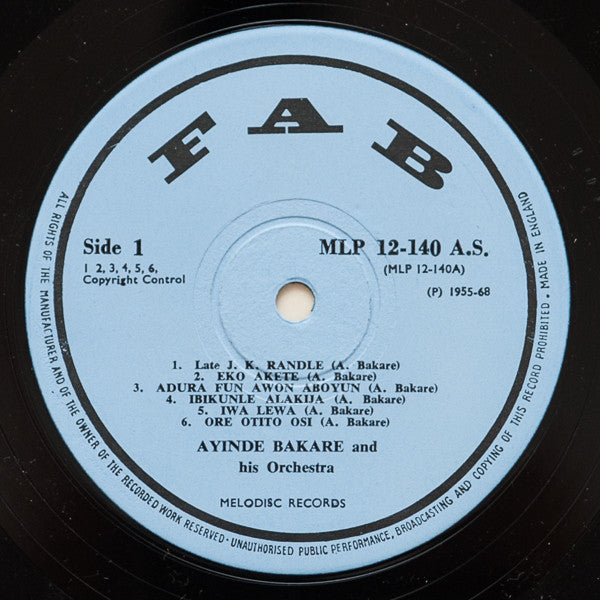 FAB
Side 1
1 2, 3, 4, 5, 6,
Copyright Control
MLP 12-140 A.S.
(MLP 12-140A)
(P) 1955-68
1. Late J. K. RANDLE (A. Bakare)
2. EKO AKETE (A. Bakare)
3. ADURA FUN AWON ABOYUN (A. Bakare)
4. IBIKUNLE ALAKIJA (A. Bakare)
5. IWA LEWA (A. Bakare)
6. ORE OTITO OSI (A. Bakare)
AYINDE BAKARE and
his Orchestra
MELODISC RECORDS
ALL RIGHTS OF THE MANUFACTURER AND OF THE OWNER OF THE RECORDED WORK RESERVED · UNAUTHORISED PUBLIC PERFORMANCE, BROADCASTING AND COPYING OF THIS RECORD PROHIBITED · MADE IN ENGLAND